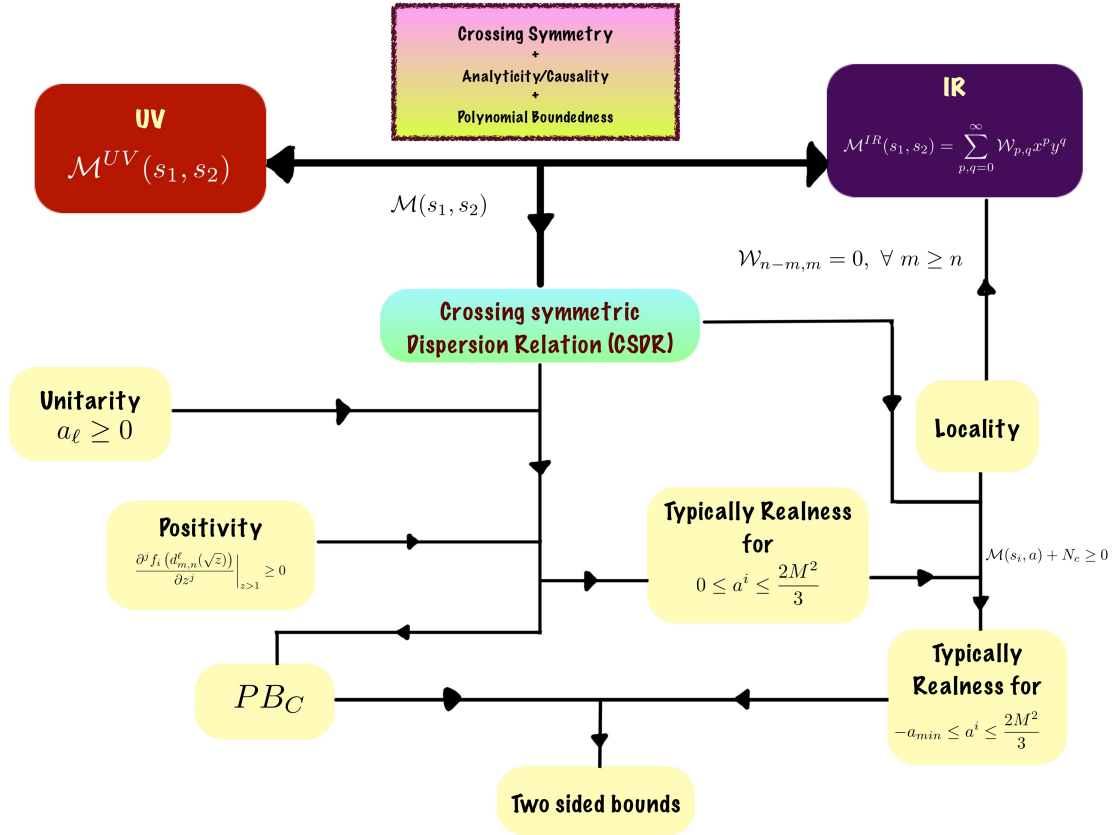 Crossing Symmetry
+
Analyticity/Causality
+
Polynomial Boundedness
UV
$\mathcal{M}^{UV}(s_1, s_2)$
IR
$\mathcal{M}^{IR}(s_1, s_2) = \sum_{p,q=0}^{\infty} \mathcal{W}_{p,q} x^p y^q$
$\mathcal{M}(s_1, s_2)$
$\mathcal{W}_{n-m,m} = 0, \ \forall \ m \geq n$
Crossing symmetric
Dispersion Relation (CSDR)
Unitarity
$a_\ell \geq 0$
Locality
Positivity
$\left. \frac{\partial^j f_i \left( d^\ell_{m,n}(\sqrt{z}) \right)}{\partial z^j} \right|_{z>1} \geq 0$
Typically Realness
for
$0 \leq a^i \leq \frac{2M^2}{3}$
$\mathcal{M}(s_i, a) + N_c \geq 0$
Typically
Realness for
$-a_{min} \leq a^i \leq \frac{2M^2}{3}$
$PB_C$
Two sided bounds